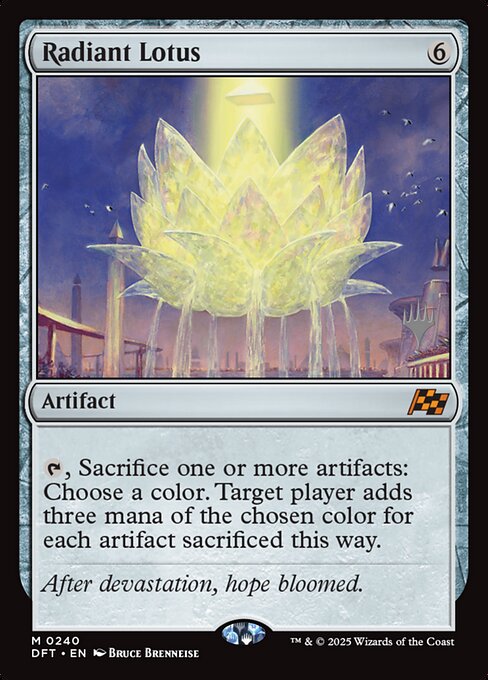 Radiant Lotus 6
Artifact
, Sacrifice one or more artifacts:
Choose a color. Target player adds
three mana of the chosen color for
each artifact sacrificed this way.
After devastation, hope bloomed.
M 0240
DFT • EN Bruce Brenneise
™ & © 2025 Wizards of the Coast